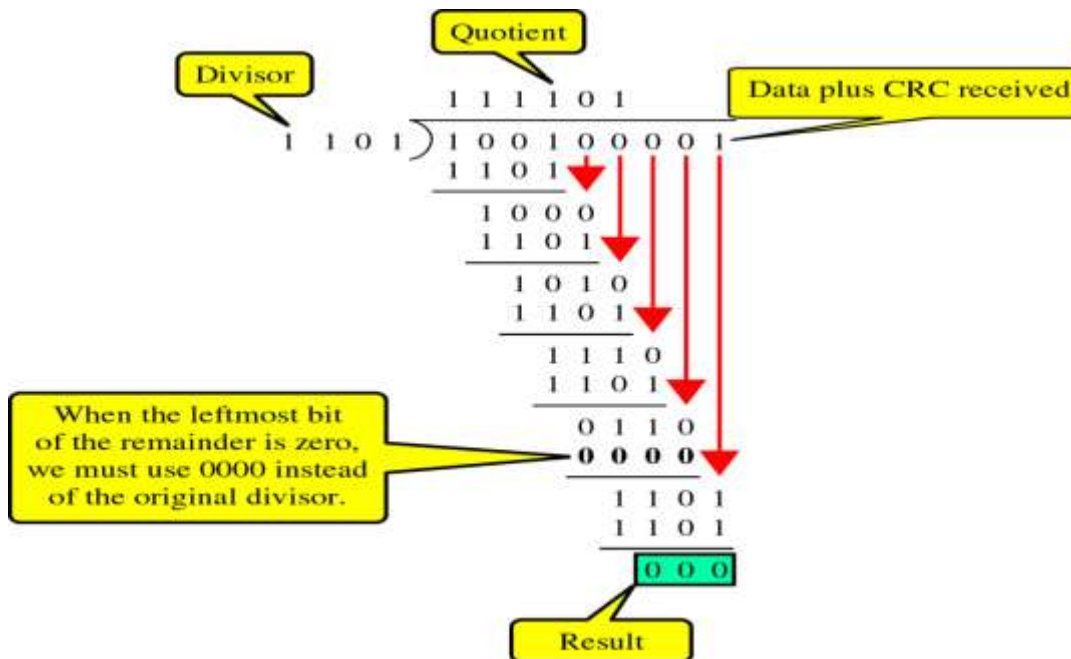 Quotient
Divisor
Data plus CRC received
1 1 1 1 0 1
1 1 0 1 1 0 0 1 0 0 0 0 1
1 1 0 1
1 0 0 0
1 1 0 1
1 0 1 0
1 1 0 1
1 1 1 0
1 1 0 1
When the leftmost bit
of the remainder is zero,
we must use 0000 instead
of the original divisor.
0 1 1 0
0 0 0 0
1 1 0 1
1 1 0 1
0 0 0
Result